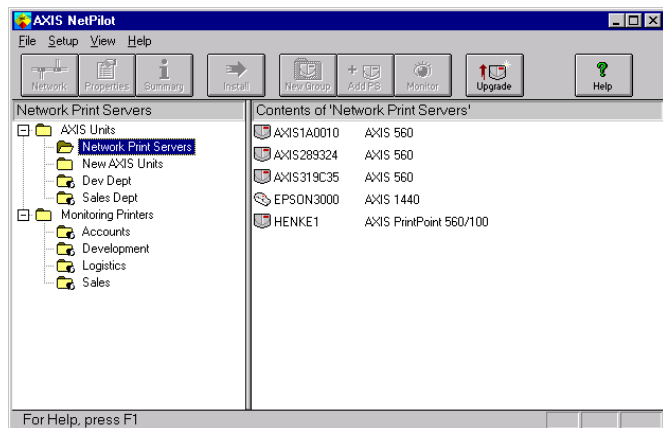 AXIS NetPilot
File Setup View Help
Network Properties Summary Install New Group Add PS Monitor Upgrade Help
Network Print Servers
Contents of 'Network Print Servers'
AXIS Units
Network Print Servers
New AXIS Units
Dev Dept
Sales Dept
Monitoring Printers
Accounts
Development
Logistics
Sales
AXIS1A0010 AXIS 560
AXIS289324 AXIS 560
AXIS319C35 AXIS 560
EPSON3000 AXIS 1440
HENKE1 AXIS PrintPoint 560/100
For Help, press F1